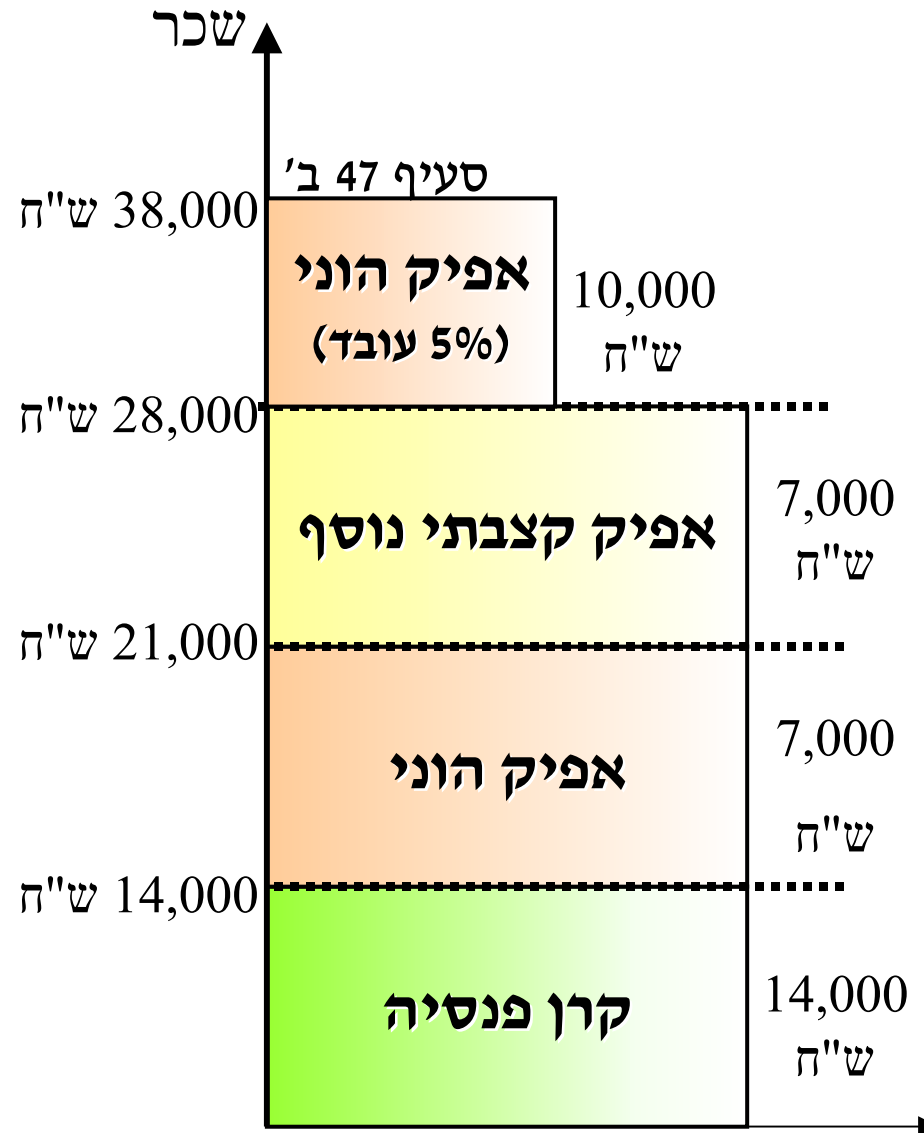 שכר
סעיף 47 ב'
38,000 ש"ח
אפיק הוני
(5% עובד)
10,000
ש"ח
28,000 ש"ח
אפיק קצבתי נוסף
7,000
ש"ח
21,000 ש"ח
אפיק הוני
7,000
ש"ח
14,000 ש"ח
קרן פנסיה
14,000
ש"ח